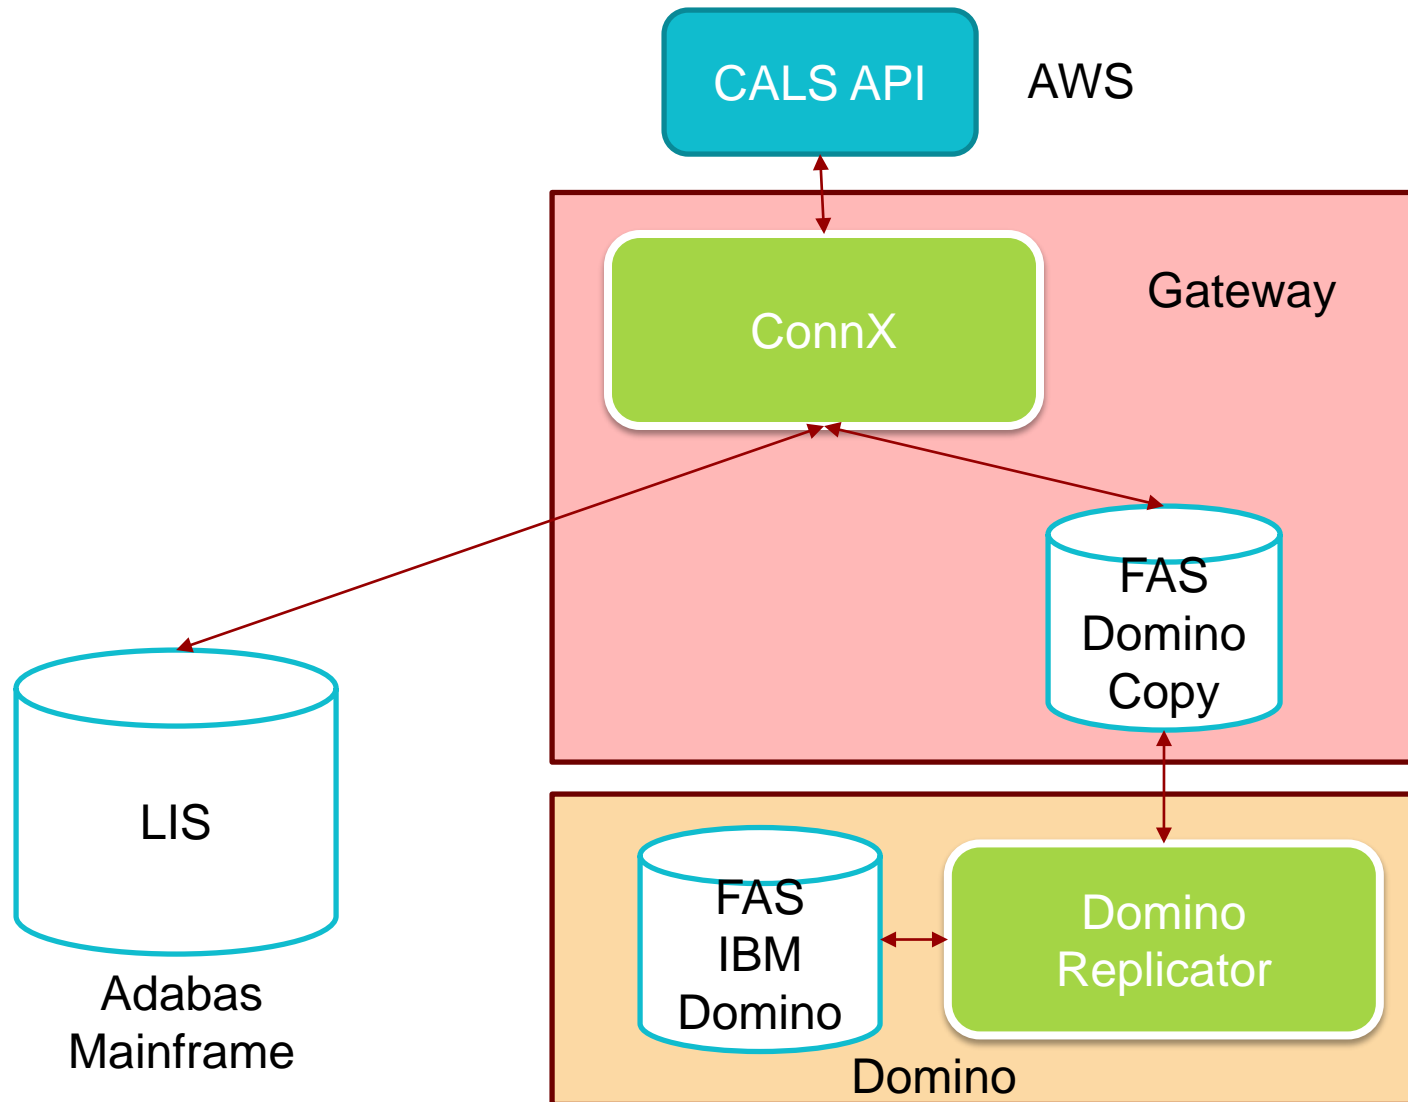 CALS API
AWS
Gateway
ConnX
FAS
Domino
Copy
LIS
Adabas
Mainframe
FAS
IBM
Domino
Domino
Replicator
Domino